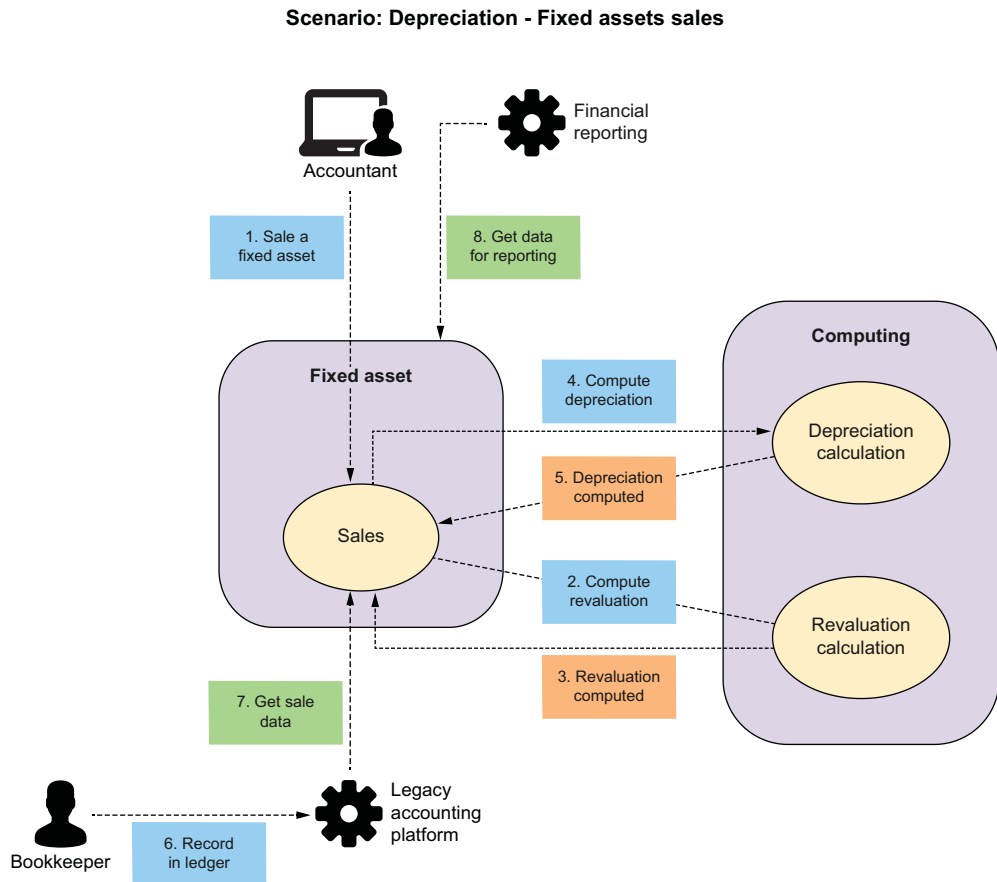 Scenario: Depreciation - Fixed assets sales
Accountant
Financial
reporting
1. Sale a
fixed asset
8. Get data
for reporting
Fixed asset
Computing
4. Compute
depreciation
Depreciation
calculation
5. Depreciation
computed
Sales
2. Compute
revaluation
Revaluation
calculation
3. Revaluation
computed
7. Get sale
data
Legacy
accounting
platform
Bookkeeper
6. Record
in ledger